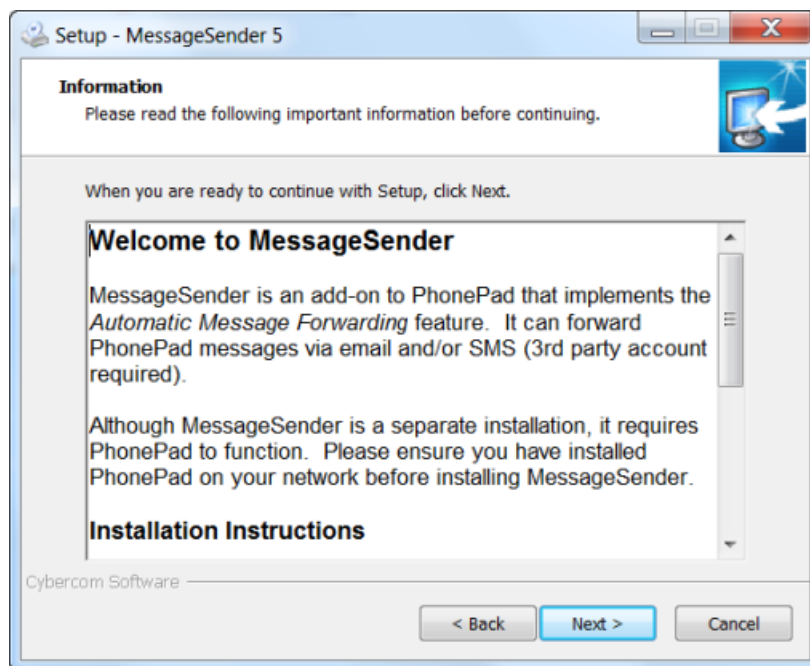 Setup - MessageSender 5
Information
Please read the following important information before continuing.
When you are ready to continue with Setup, click Next.
Welcome to MessageSender
MessageSender is an add-on to PhonePad that implements the
Automatic Message Forwarding feature.  It can forward
PhonePad messages via email and/or SMS (3rd party account
required).
Although MessageSender is a separate installation, it requires
PhonePad to function.  Please ensure you have installed
PhonePad on your network before installing MessageSender.
Installation Instructions
Cybercom Software
< Back
Next >
Cancel